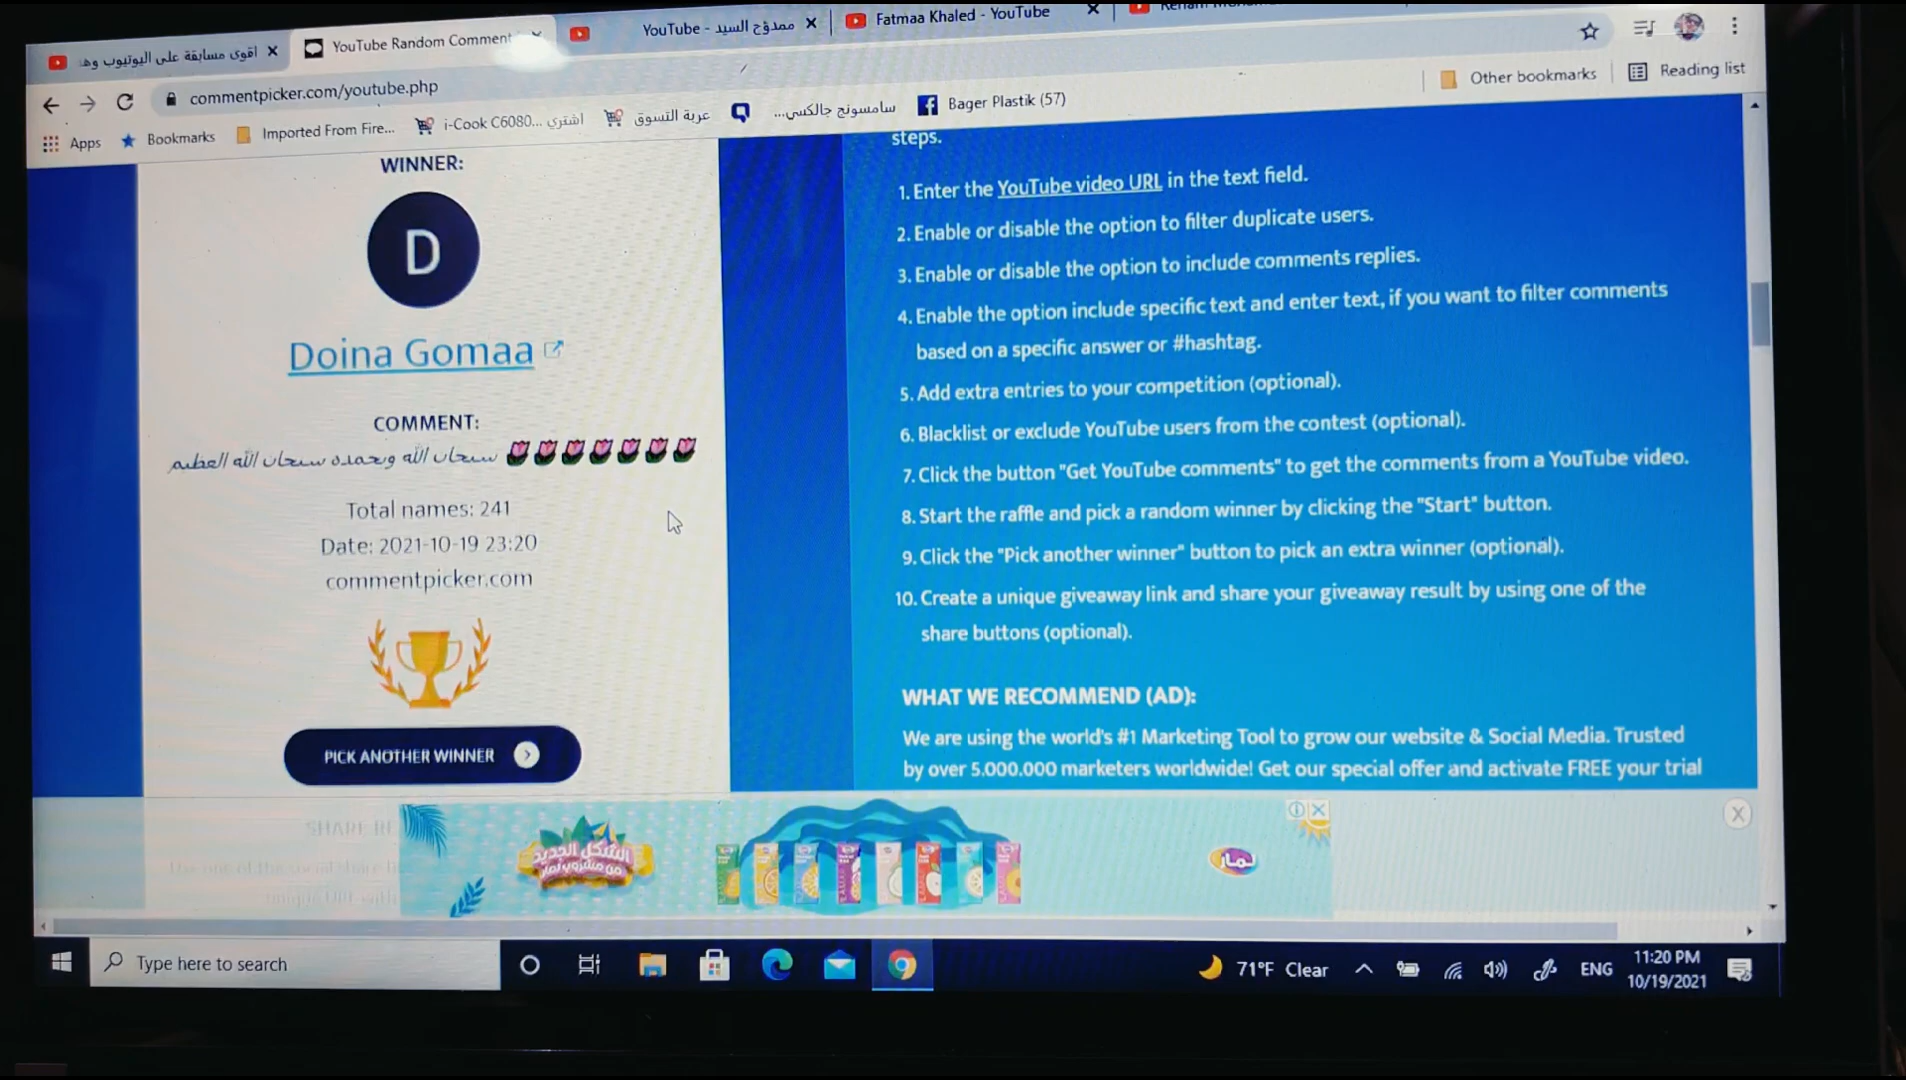 اقوى مسابقة على اليوتيوب وهد
YouTube Random Comment
ممدوح السيد - YouTube
Fatmaa Khaled - YouTube
commentpicker.com/youtube.php
Other bookmarks
Reading list
Apps
Bookmarks
Imported From Fire...
اشتري i-Cook C6080...
عربة التسوق
سامسونج جالكسي...
Bager Plastik (57)
WINNER:
D
Doina Gomaa
COMMENT:
سبحان الله وبحمده سبحان الله العظيم 🌷🌷🌷🌷🌷🌷🌷
Total names: 241
Date: 2021-10-19 23:20
commentpicker.com
PICK ANOTHER WINNER
steps.
1. Enter the YouTube video URL in the text field.
2. Enable or disable the option to filter duplicate users.
3. Enable or disable the option to include comments replies.
4. Enable the option include specific text and enter text, if you want to filter comments
based on a specific answer or #hashtag.
5. Add extra entries to your competition (optional).
6. Blacklist or exclude YouTube users from the contest (optional).
7. Click the button "Get YouTube comments" to get the comments from a YouTube video.
8. Start the raffle and pick a random winner by clicking the "Start" button.
9. Click the "Pick another winner" button to pick an extra winner (optional).
10. Create a unique giveaway link and share your giveaway result by using one of the
share buttons (optional).
WHAT WE RECOMMEND (AD):
We are using the world's #1 Marketing Tool to grow our website & Social Media. Trusted
by over 5.000.000 marketers worldwide! Get our special offer and activate FREE your trial
SHARE RE
الشكل الجديد
من مشروب لمار
لمار
Type here to search
71°F Clear
ENG
11:20 PM
10/19/2021